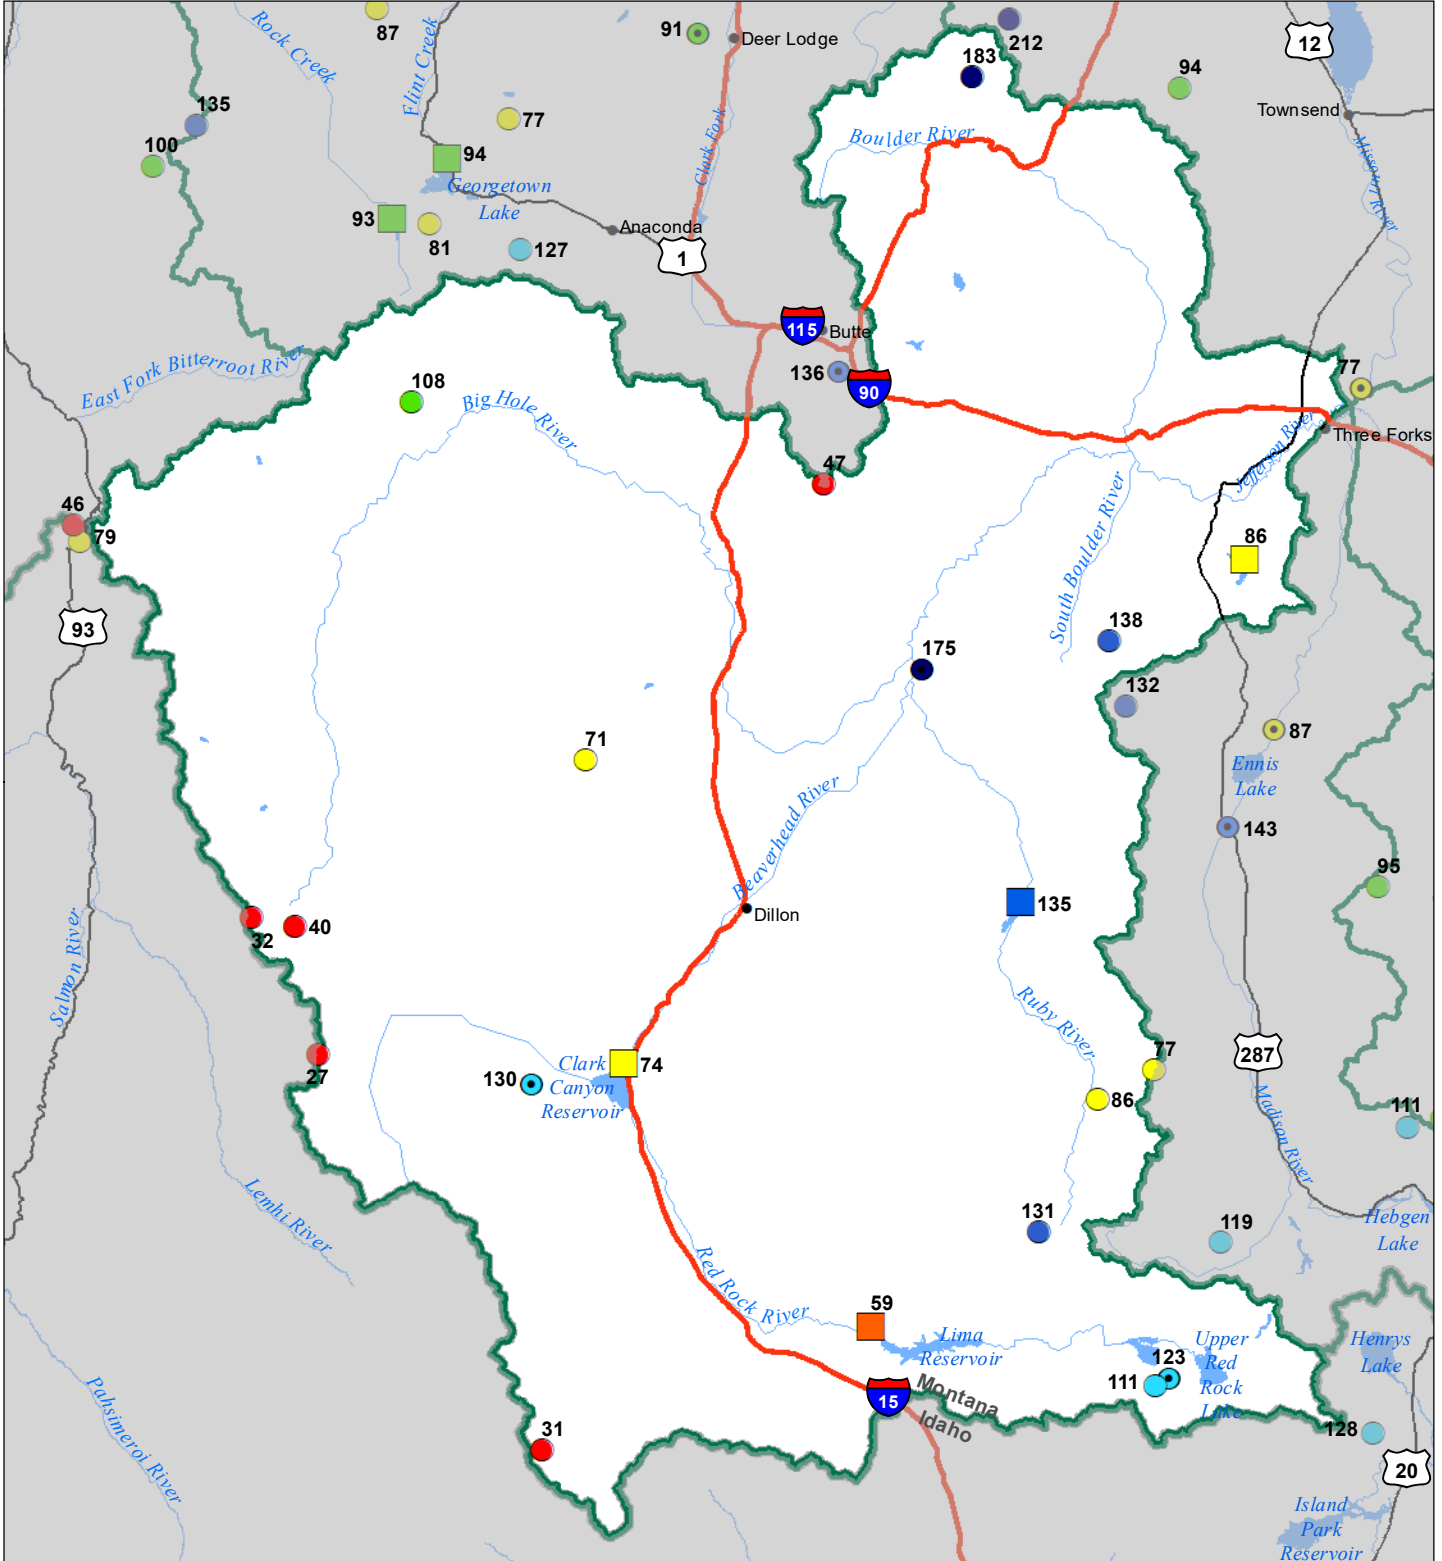 87
Rock Creek
Flint Creek
91
Deer Lodge
212
183
12
94
Townsend
135
100
77
94
Georgetown
Lake
Clark Fork
Boulder River
Missouri River
93
81
127
Anaconda
1
115
Butte
136
90
77
Three Forks
East Fork Bitterroot River
108
Big Hole River
47
Jefferson River
South Boulder River
86
46
79
93
138
175
132
71
87
Ennis
Lake
143
Beaverhead River
95
135
Dillon
32
40
Salmon River
Ruby River
27
130
Clark
Canyon
Reservoir
74
77
86
287
111
Madison River
Lemhi River
131
119
Hebgen
Lake
Red Rock River
59
Lima
Reservoir
Upper
Red
Rock
Lake
123
111
Henrys
Lake
15
Montana
Idaho
Pahsimeroi River
31
128
20
Island
Park
Reservoir